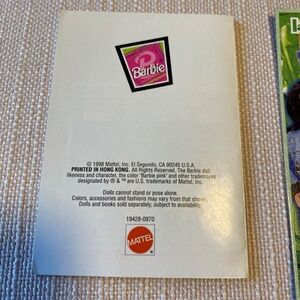 Barbie
© 1998 Mattel, Inc. El Segundo, CA 90245 U.S.A.
PRINTED IN HONG KONG. All Rights Reserved. The Barbie doll
likeness and character, the color "Barbie pink" and other trademarks
designated by ® & ™ are U.S. trademarks of Mattel, Inc.
Dolls cannot stand or pose alone.
Colors, accessories and fashions may vary from that shown.
Dolls and books sold separately, subject to availability.
19428-0970
MATTEL